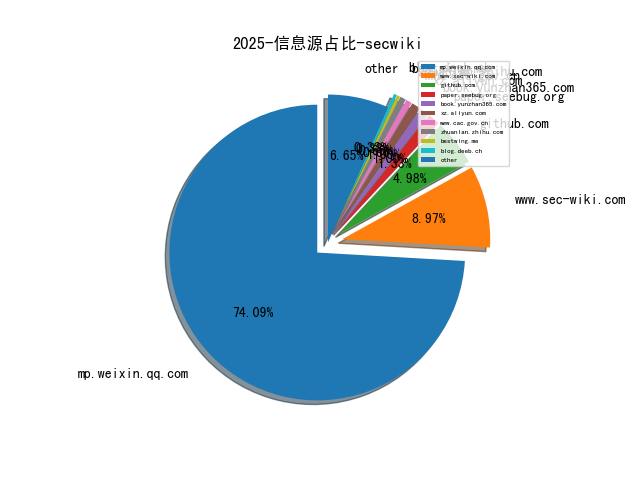 2025-信息源占比-secwiki
mp.weixin.qq.com
www.sec-wiki.com
github.com
paper.seebug.org
book.yunzhan365.com
xz.aliyun.com
www.cac.gov.cn
zhuanlan.zhihu.com
bestwing.me
blog.deeb.ch
other
other
github.com
www.sec-wiki.com
mp.weixin.qq.com
6.65%
4.98%
8.97%
74.09%